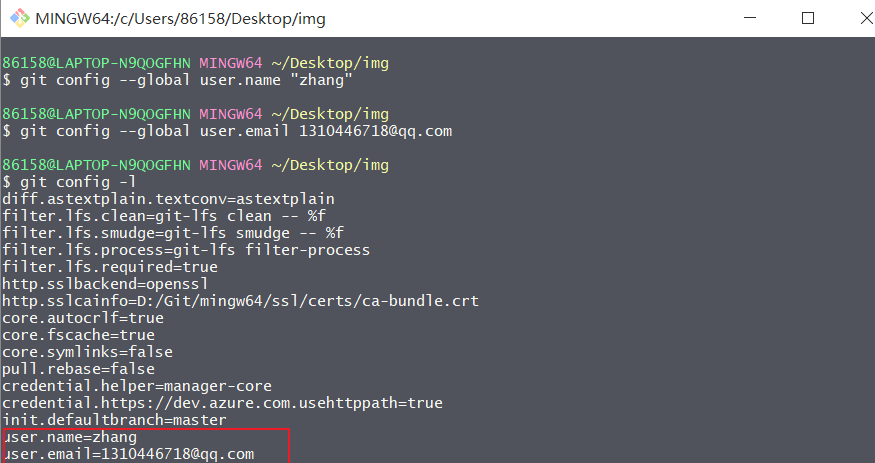 MINGW64:/c/Users/86158/Desktop/img
86158@LAPTOP-N9QOGFHN MINGW64 ~/Desktop/img
$ git config --global user.name "zhang"
86158@LAPTOP-N9QOGFHN MINGW64 ~/Desktop/img
$ git config --global user.email 1310446718@qq.com
86158@LAPTOP-N9QOGFHN MINGW64 ~/Desktop/img
$ git config -l
diff.astextplain.textconv=astextplain
filter.lfs.clean=git-lfs clean -- %f
filter.lfs.smudge=git-lfs smudge -- %f
filter.lfs.process=git-lfs filter-process
filter.lfs.required=true
http.sslbackend=openssl
http.sslcainfo=D:/Git/mingw64/ssl/certs/ca-bundle.crt
core.autocrlf=true
core.fscache=true
core.symlinks=false
pull.rebase=false
credential.helper=manager-core
credential.https://dev.azure.com.usehttppath=true
init.defaultbranch=master
user.name=zhang
user.email=1310446718@qq.com